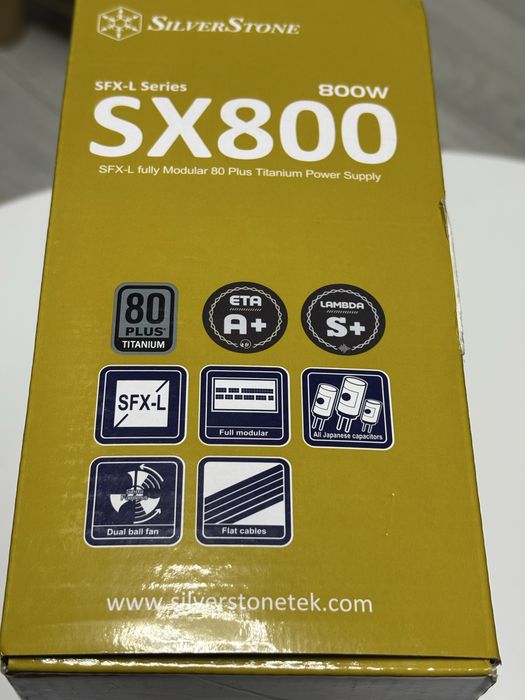 SILVERSTONE
SFX-L Series
800W
SX800
SFX-L fully Modular 80 Plus Titanium Power Supply
80
PLUS
TITANIUM
ETA
A+
LAMBDA
S+
SFX-L
Full modular
All Japanese capacitors
Dual ball fan
Flat cables
www.silverstonetek.com